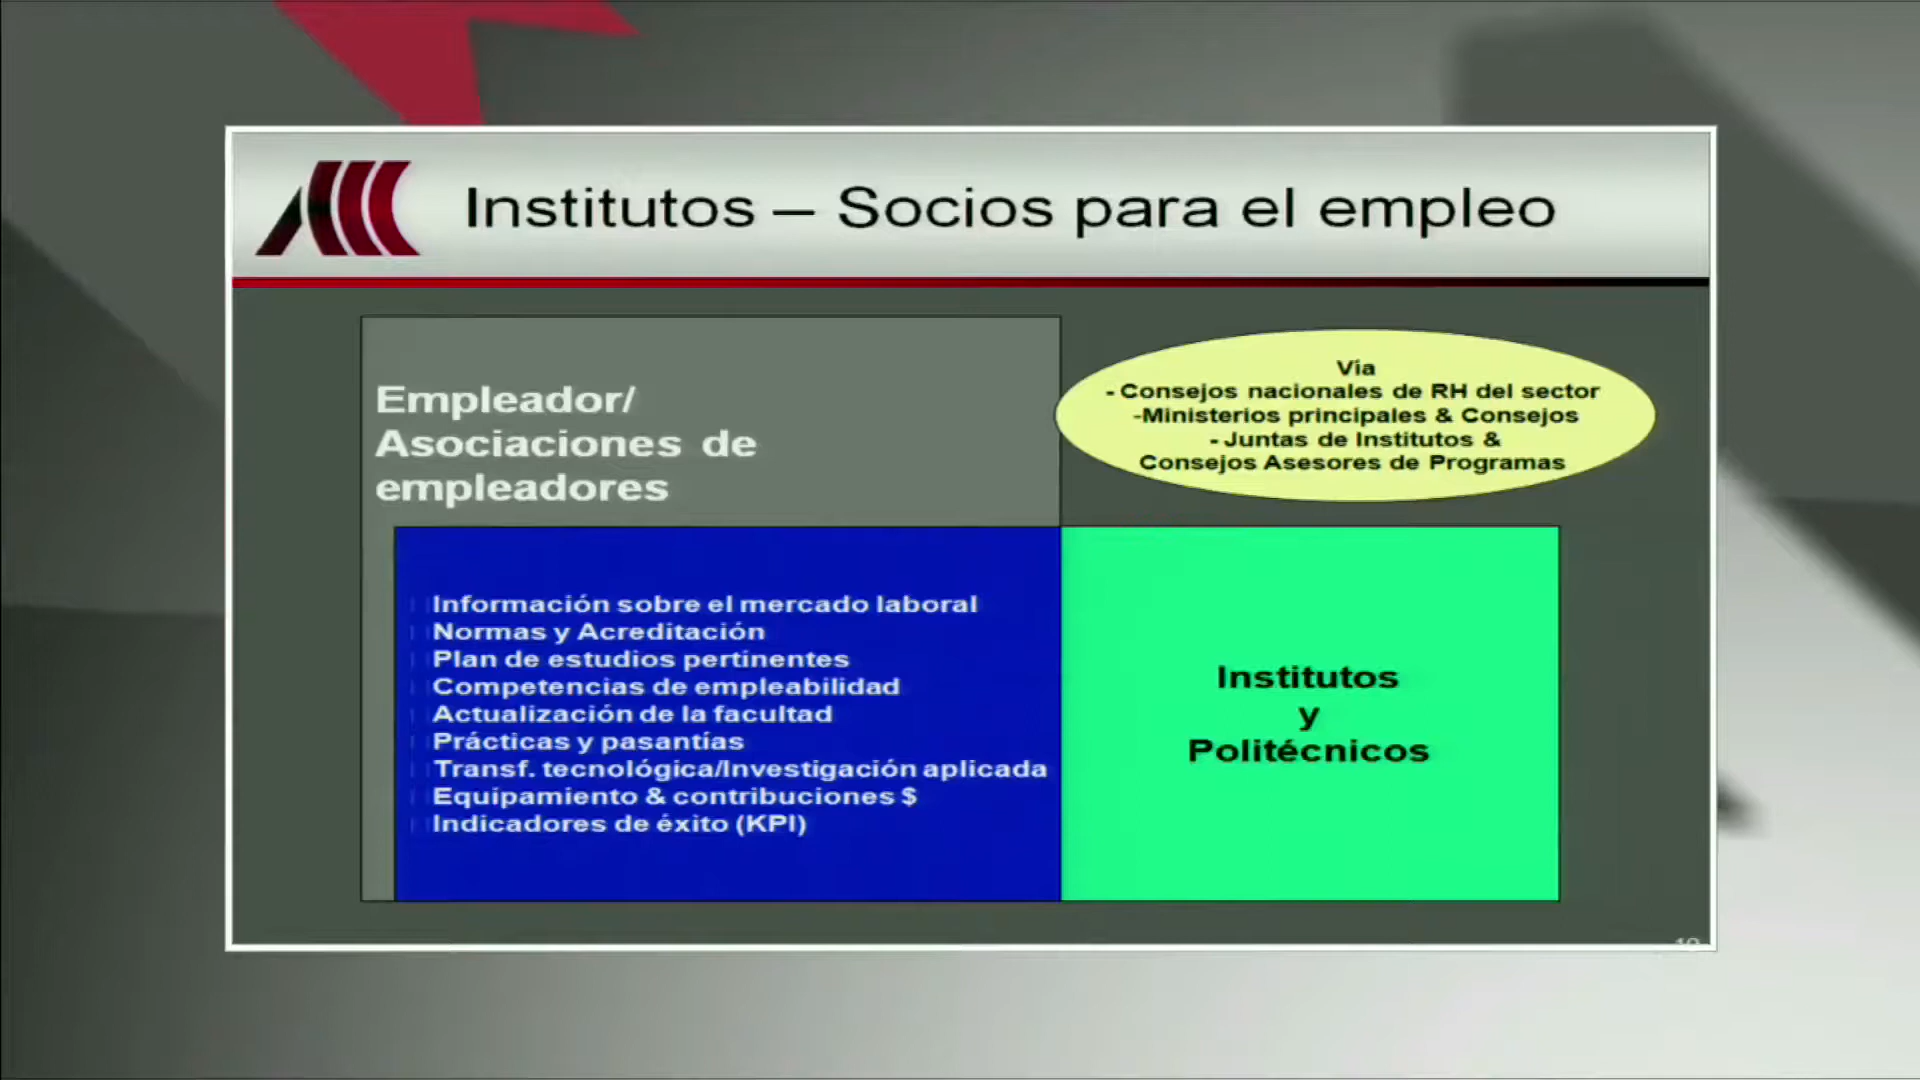 Institutos – Socios para el empleo
Empleador/
Asociaciones de
empleadores
Vía
- Consejos nacionales de RH del sector
-Ministerios principales & Consejos
- Juntas de Institutos &
Consejos Asesores de Programas
Información sobre el mercado laboral
Normas y Acreditación
Plan de estudios pertinentes
Competencias de empleabilidad
Actualización de la facultad
Prácticas y pasantías
Transf. tecnológica/Investigación aplicada
Equipamiento & contribuciones $
Indicadores de éxito (KPI)
Institutos
y
Politécnicos